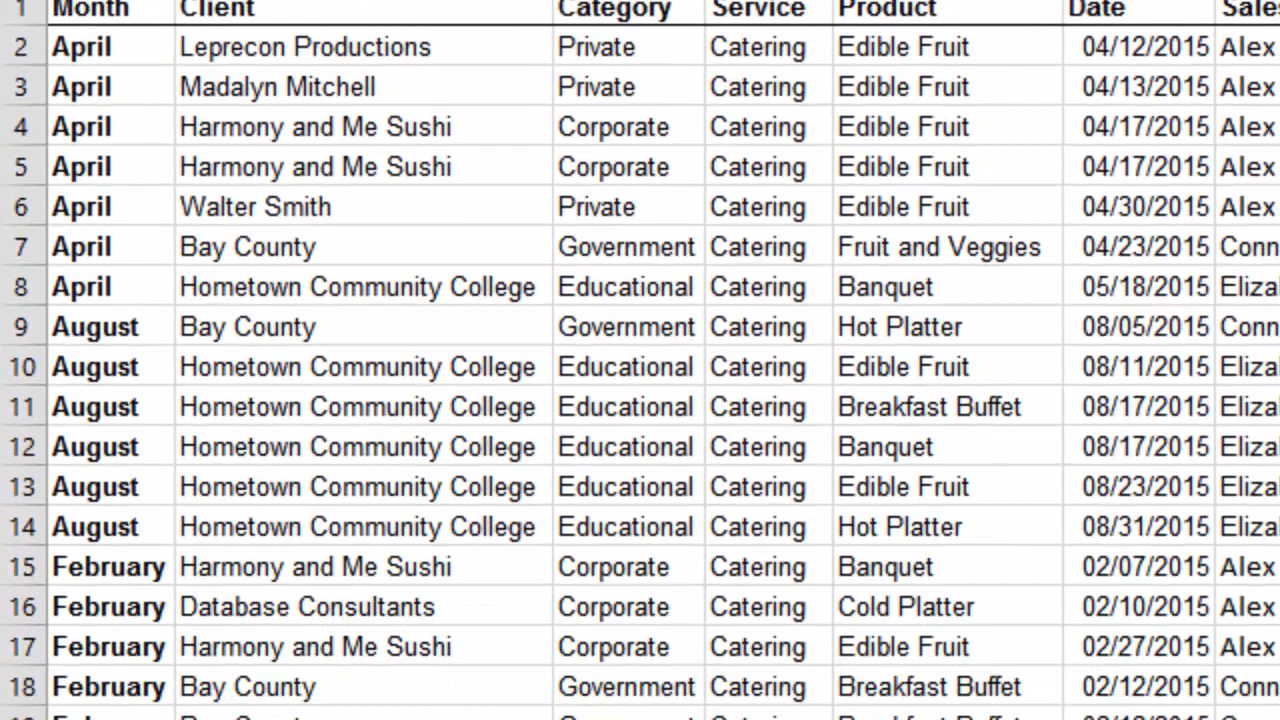 1 Month Client Category Service Product Date Sales
2 April Leprecon Productions Private Catering Edible Fruit 04/12/2015 Alex
3 April Madalyn Mitchell Private Catering Edible Fruit 04/13/2015 Alex
4 April Harmony and Me Sushi Corporate Catering Edible Fruit 04/17/2015 Alex
5 April Harmony and Me Sushi Corporate Catering Edible Fruit 04/17/2015 Alex
6 April Walter Smith Private Catering Edible Fruit 04/30/2015 Alex
7 April Bay County Government Catering Fruit and Veggies 04/23/2015 Conn
8 April Hometown Community College Educational Catering Banquet 05/18/2015 Eliza
9 August Bay County Government Catering Hot Platter 08/05/2015 Conn
10 August Hometown Community College Educational Catering Edible Fruit 08/11/2015 Eliza
11 August Hometown Community College Educational Catering Breakfast Buffet 08/17/2015 Eliza
12 August Hometown Community College Educational Catering Banquet 08/17/2015 Eliza
13 August Hometown Community College Educational Catering Edible Fruit 08/23/2015 Eliza
14 August Hometown Community College Educational Catering Hot Platter 08/31/2015 Eliza
15 February Harmony and Me Sushi Corporate Catering Banquet 02/07/2015 Alex
16 February Database Consultants Corporate Catering Cold Platter 02/10/2015 Alex
17 February Harmony and Me Sushi Corporate Catering Edible Fruit 02/27/2015 Alex
18 February Bay County Government Catering Breakfast Buffet 02/12/2015 Conn